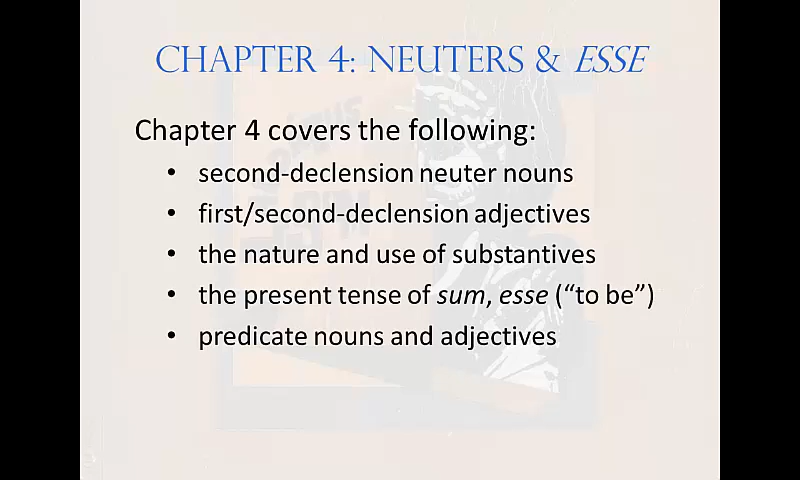 CHAPTER 4: NEUTERS & ESSE
Chapter 4 covers the following:
• second-declension neuter nouns
• first/second-declension adjectives
• the nature and use of substantives
• the present tense of sum, esse (“to be”)
• predicate nouns and adjectives